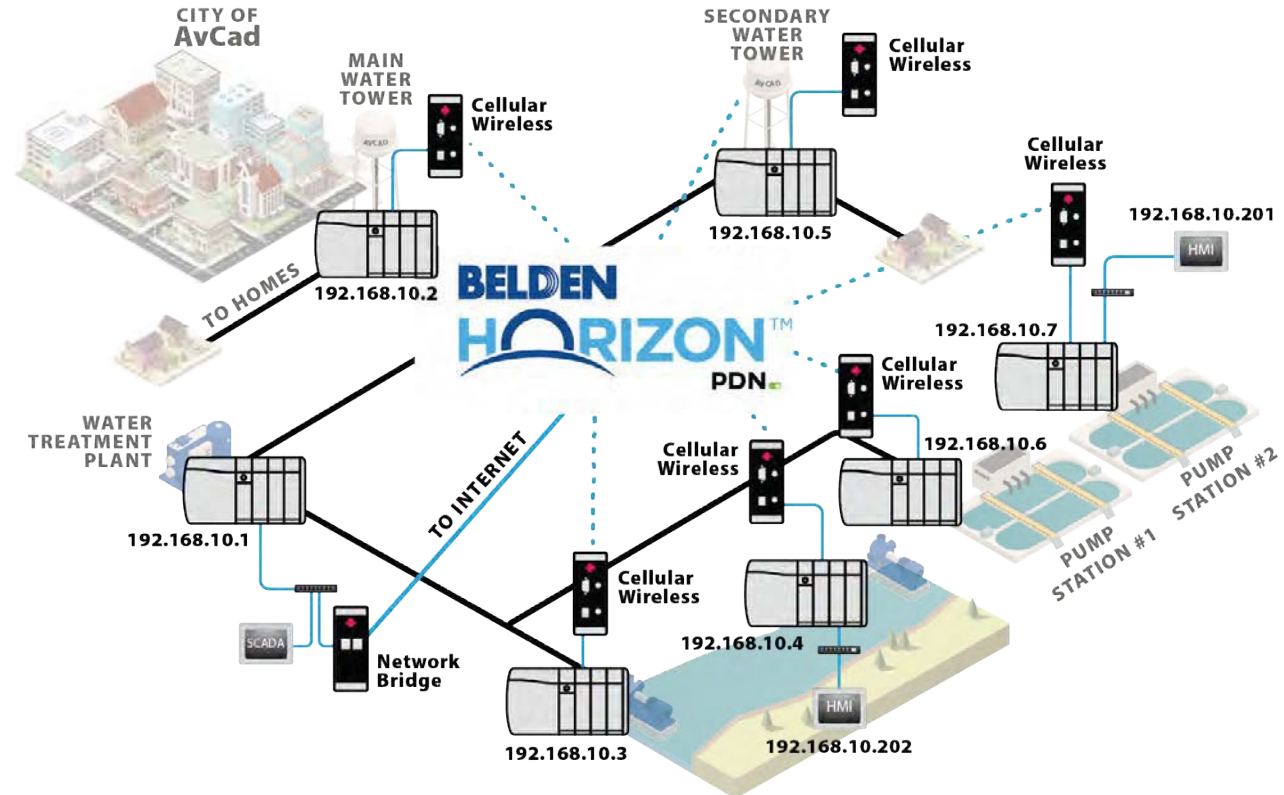 CITY OF
AvCad
MAIN
WATER
TOWER
AVCAD
Cellular
Wireless
192.168.10.2
TO HOMES
SECONDARY
WATER
TOWER
AVCAD
Cellular
Wireless
192.168.10.5
Cellular
Wireless
192.168.10.201
HMI
192.168.10.7
BELDEN
HORIZON™
PDN
Cellular
Wireless
192.168.10.6
WATER
TREATMENT
PLANT
192.168.10.1
TO INTERNET
Cellular
Wireless
PUMP
STATION #2
PUMP
STATION #1
Cellular
Wireless
192.168.10.4
SCADA
Network
Bridge
192.168.10.3
HMI
192.168.10.202